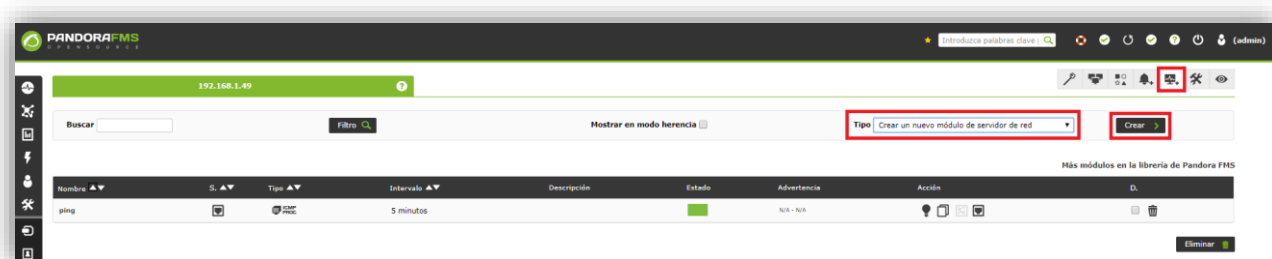 PANDORAFMS
OPENSOURCE
Introduzca palabras clave
(admin)
192.168.1.49
Buscar
Filtro
Mostrar en modo herencia
Tipo Crear un nuevo módulo de servidor de red
Crear
Más módulos en la librería de Pandora FMS
Nombre S. Tipo Intervalo Descripción Estado Advertencia Acción D.
ping ICMP PROC 5 minutos N/A - N/A
Eliminar